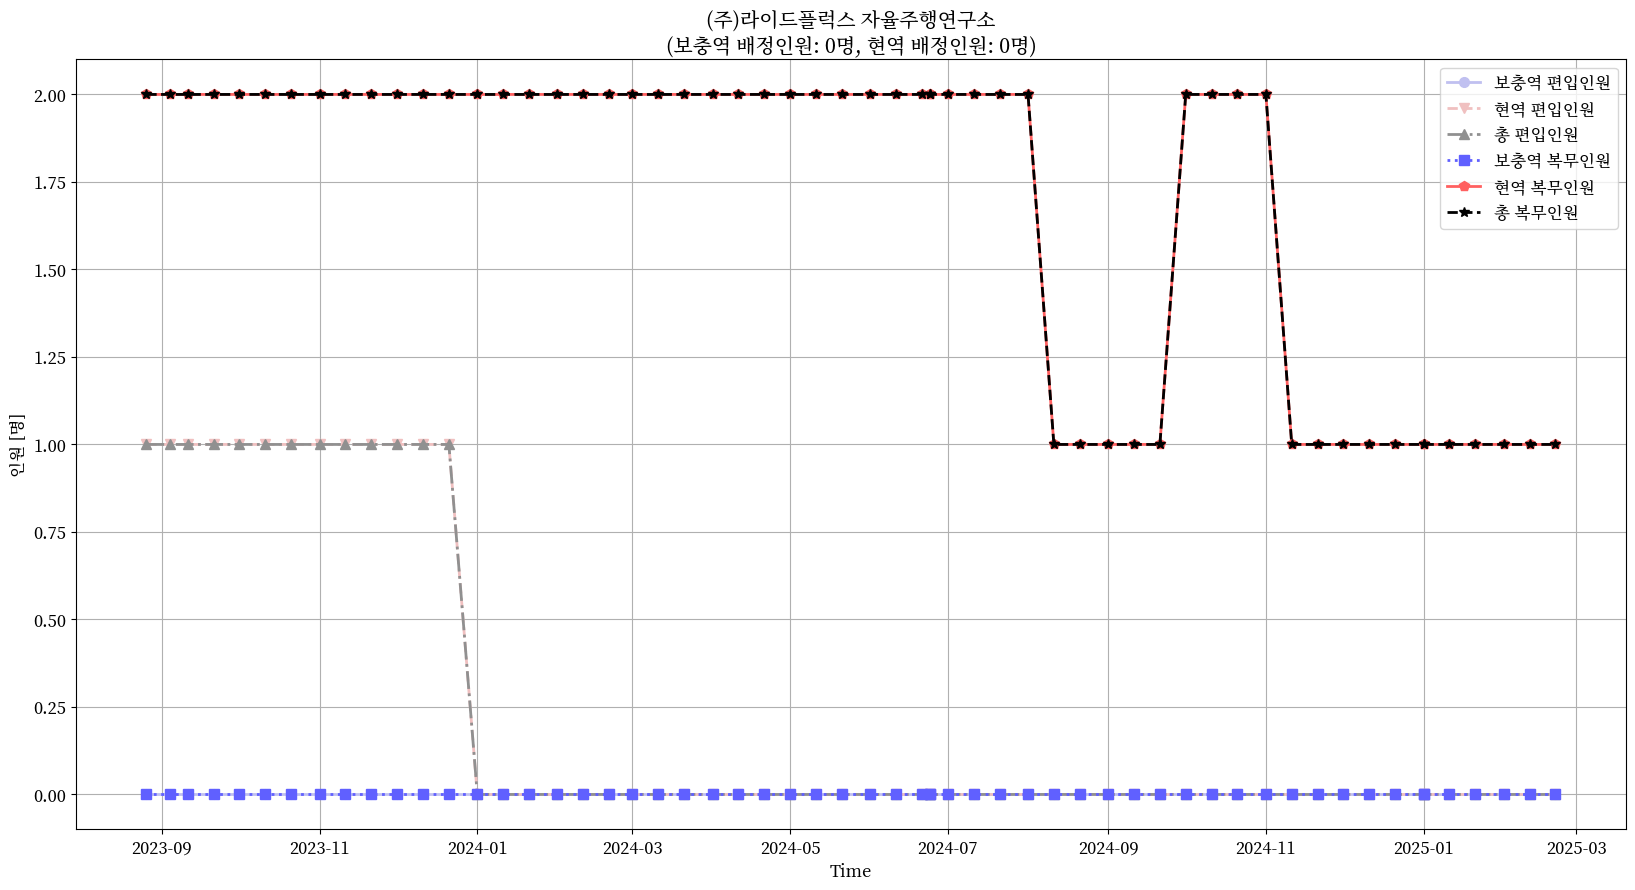 (주)라이드플럭스 자율주행연구소
(보충역 배정인원: 0명, 현역 배정인원: 0명)
보충역 편입인원
현역 편입인원
총 편입인원
보충역 복무인원
현역 복무인원
총 복무인원
인원 [명]
2.00
1.75
1.50
1.25
1.00
0.75
0.50
0.25
0.00
2023-09 2023-11 2024-01 2024-03 2024-05 2024-07 2024-09 2024-11 2025-01 2025-03
Time